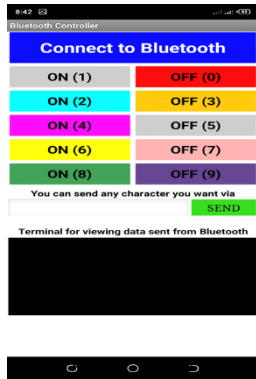 8:42
Bluetooth Controller
Connect to Bluetooth
ON (1) OFF (0)
ON (2) OFF (3)
ON (4) OFF (5)
ON (6) OFF (7)
ON (8) OFF (9)
You can send any character you want via
SEND
Terminal for viewing data sent from Bluetooth